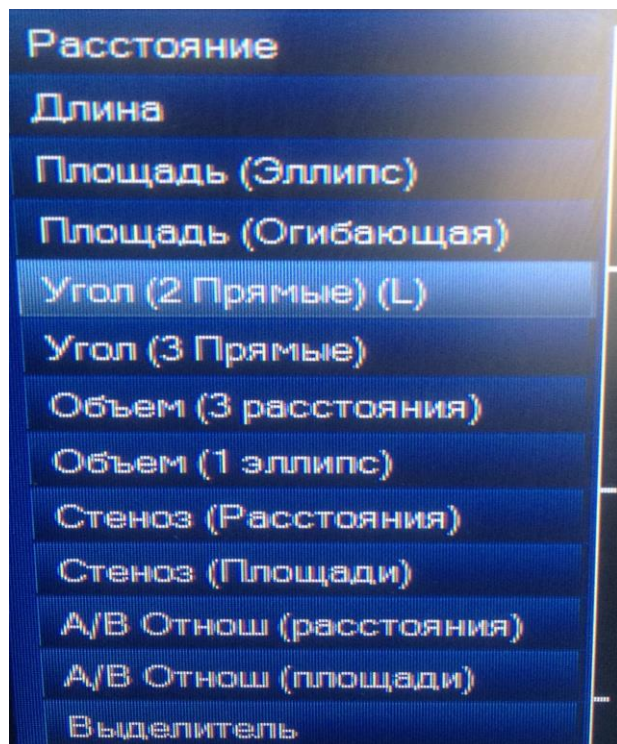 Расстояние
Длина
Площадь (Эллипс)
Площадь (Огибающая)
Угол (2 Прямые) (L)
Угол (3 Прямые)
Объем (3 расстояния)
Объем (1 эллипс)
Стеноз (Расстояния)
Стеноз (Площади)
А/В Отнош (расстояния)
А/В Отнош (площади)
Выделитель